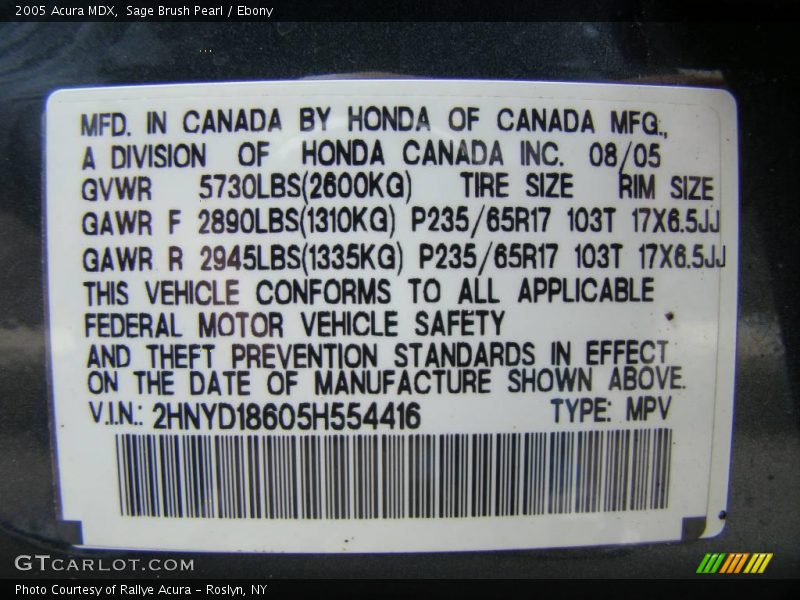 2005 Acura MDX, Sage Brush Pearl / Ebony
MFD. IN CANADA BY HONDA OF CANADA MFG.,
A DIVISION OF HONDA CANADA INC. 08/05
GVWR 5730LBS(2600KG) TIRE SIZE RIM SIZE
GAWR F 2890LBS(1310KG) P235/65R17 103T 17X6.5JJ
GAWR R 2945LBS(1335KG) P235/65R17 103T 17X6.5JJ
THIS VEHICLE CONFORMS TO ALL APPLICABLE
FEDERAL MOTOR VEHICLE SAFETY
AND THEFT PREVENTION STANDARDS IN EFFECT
ON THE DATE OF MANUFACTURE SHOWN ABOVE.
V.I.N.: 2HNYD18605H554416 TYPE: MPV
GTCARLOT.COM
Photo Courtesy of Rallye Acura - Roslyn, NY